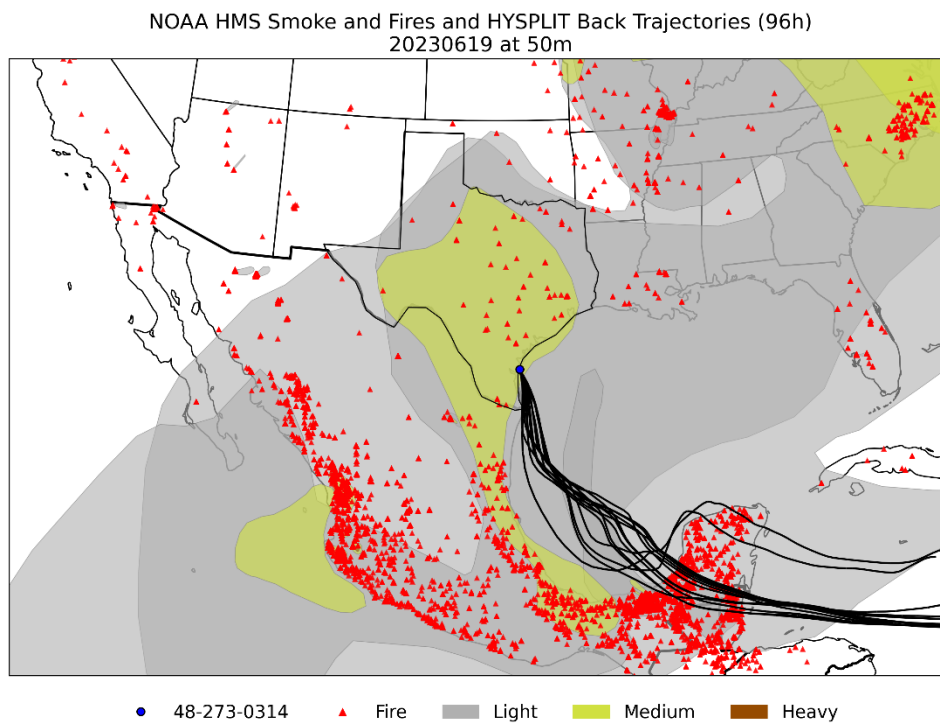 NOAA HMS Smoke and Fires and HYSPLIT Back Trajectories (96h)
20230619 at 50m
48-273-0314 Fire Light Medium Heavy